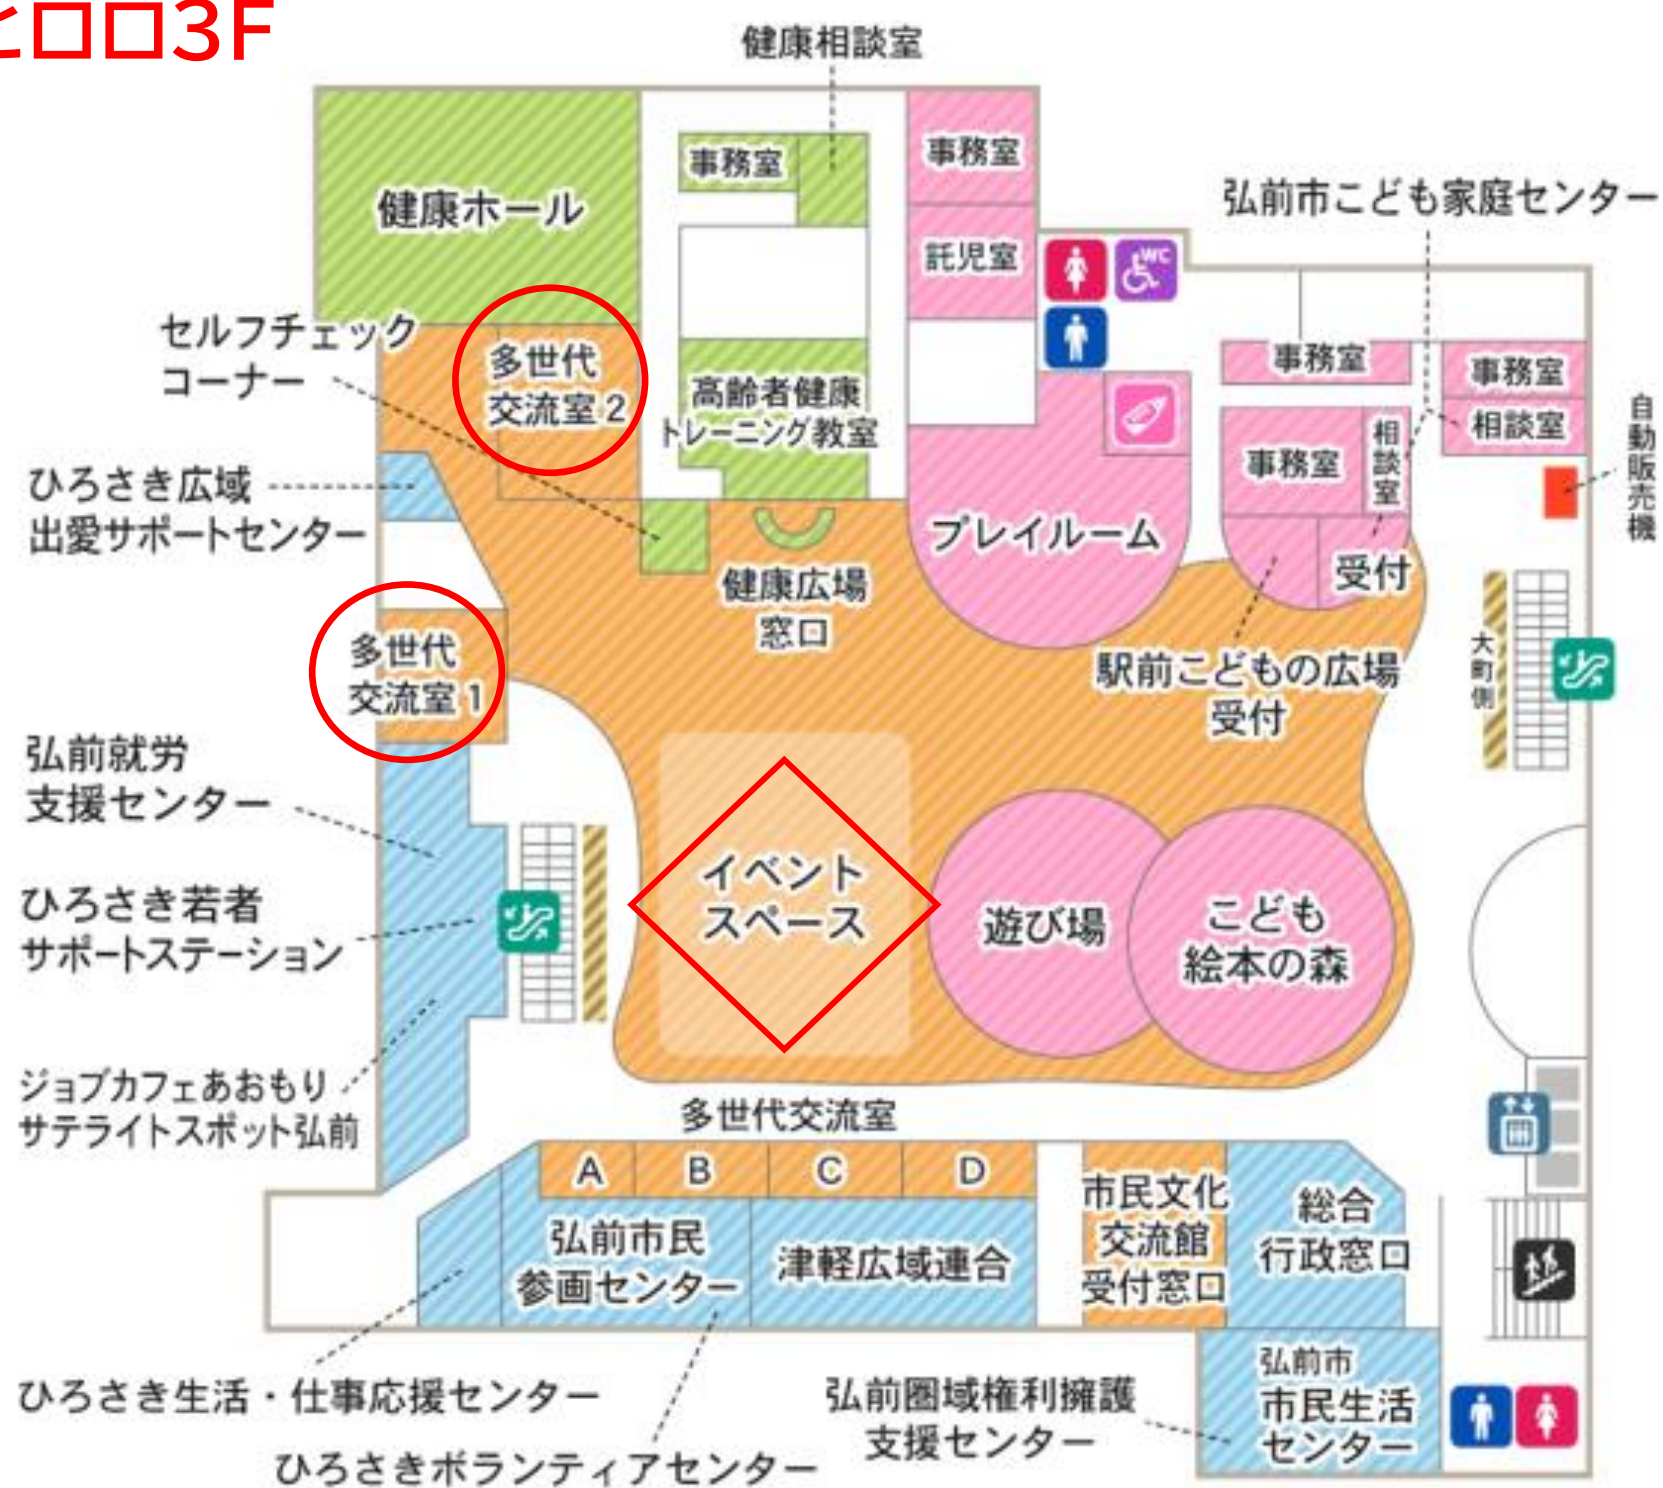 ヒロロ3F
健康相談室
事務室
事務室
健康ホール
託児室
WC
弘前市こども家庭センター
セルフチェック
コーナー
多世代
交流室2
高齢者健康
トレーニング教室
事務室
事務室
相談室
事務室
相談室
自動販売機
ひろさき広域
出愛サポートセンター
プレイルーム
受付
健康広場
窓口
駅前こどもの広場
受付
大町側
多世代
交流室1
弘前就労
支援センター
イベント
スペース
遊び場
こども
絵本の森
ひろさき若者
サポートステーション
ジョブカフェあおもり
サテライトスポット弘前
多世代交流室
A
B
C
D
弘前市民
参画センター
津軽広域連合
市民文化
交流館
受付窓口
総合
行政窓口
ひろさき生活・仕事応援センター
ひろさきボランティアセンター
弘前圏域権利擁護
支援センター
弘前市
市民生活
センター